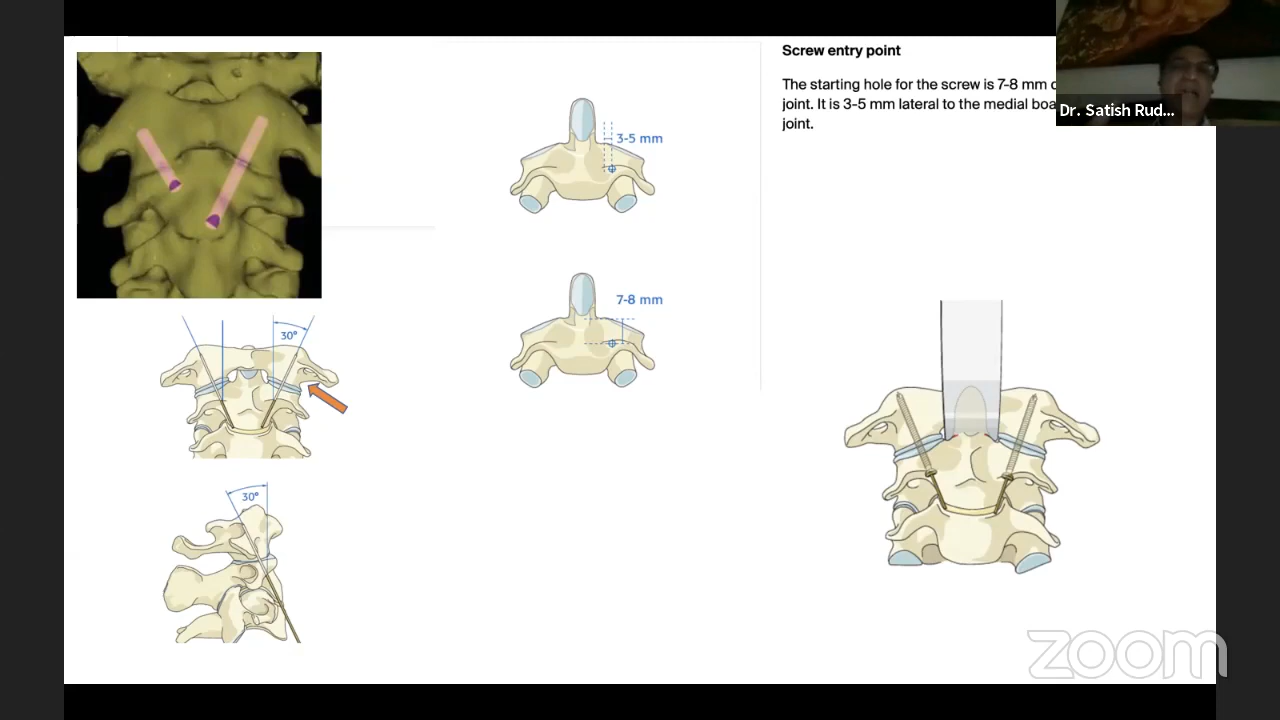 Screw entry point
The starting hole for the screw is 7-8 mm
joint. It is 3-5 mm lateral to the medial
joint.
Dr. Satish Rud...
3-5 mm
7-8 mm
30°
30°
zoom